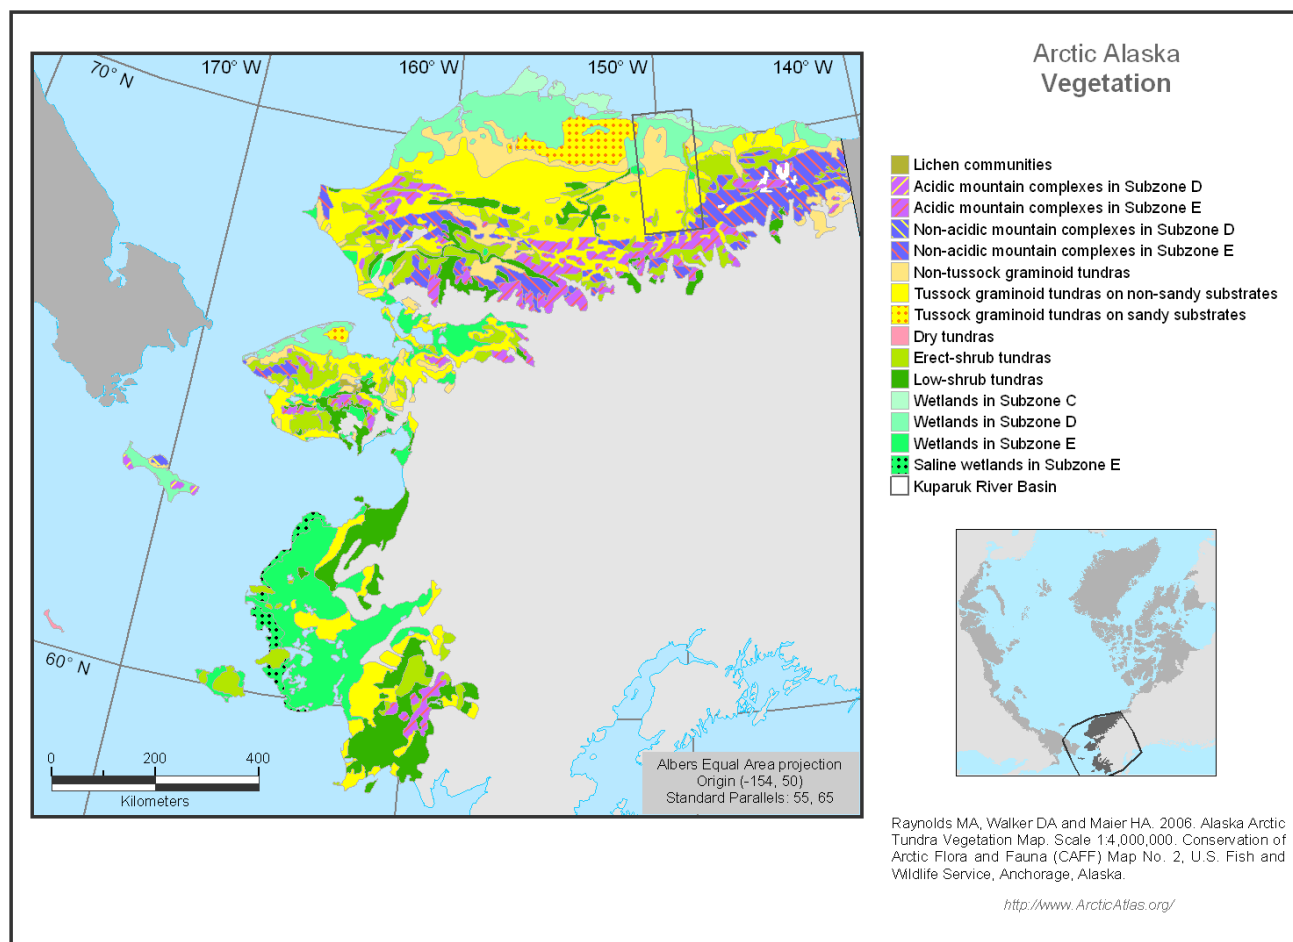 Arctic Alaska
Vegetation
70° N
170° W
160° W
150° W
140° W
60° N
Lichen communities
Acidic mountain complexes in Subzone D
Acidic mountain complexes in Subzone E
Non-acidic mountain complexes in Subzone D
Non-acidic mountain complexes in Subzone E
Non-tussock graminoid tundras
Tussock graminoid tundras on non-sandy substrates
Tussock graminoid tundras on sandy substrates
Dry tundras
Erect-shrub tundras
Low-shrub tundras
Wetlands in Subzone C
Wetlands in Subzone D
Wetlands in Subzone E
Saline wetlands in Subzone E
Kuparuk River Basin
0 200 400
Kilometers
Albers Equal Area projection
Origin (-154, 50)
Standard Parallels: 55, 65
Raynolds MA, Walker DA and Maier HA. 2006. Alaska Arctic
Tundra Vegetation Map. Scale 1:4,000,000. Conservation of
Arctic Flora and Fauna (CAFF) Map No. 2, U.S. Fish and
Wildlife Service, Anchorage, Alaska.
http://www.ArcticAtlas.org/